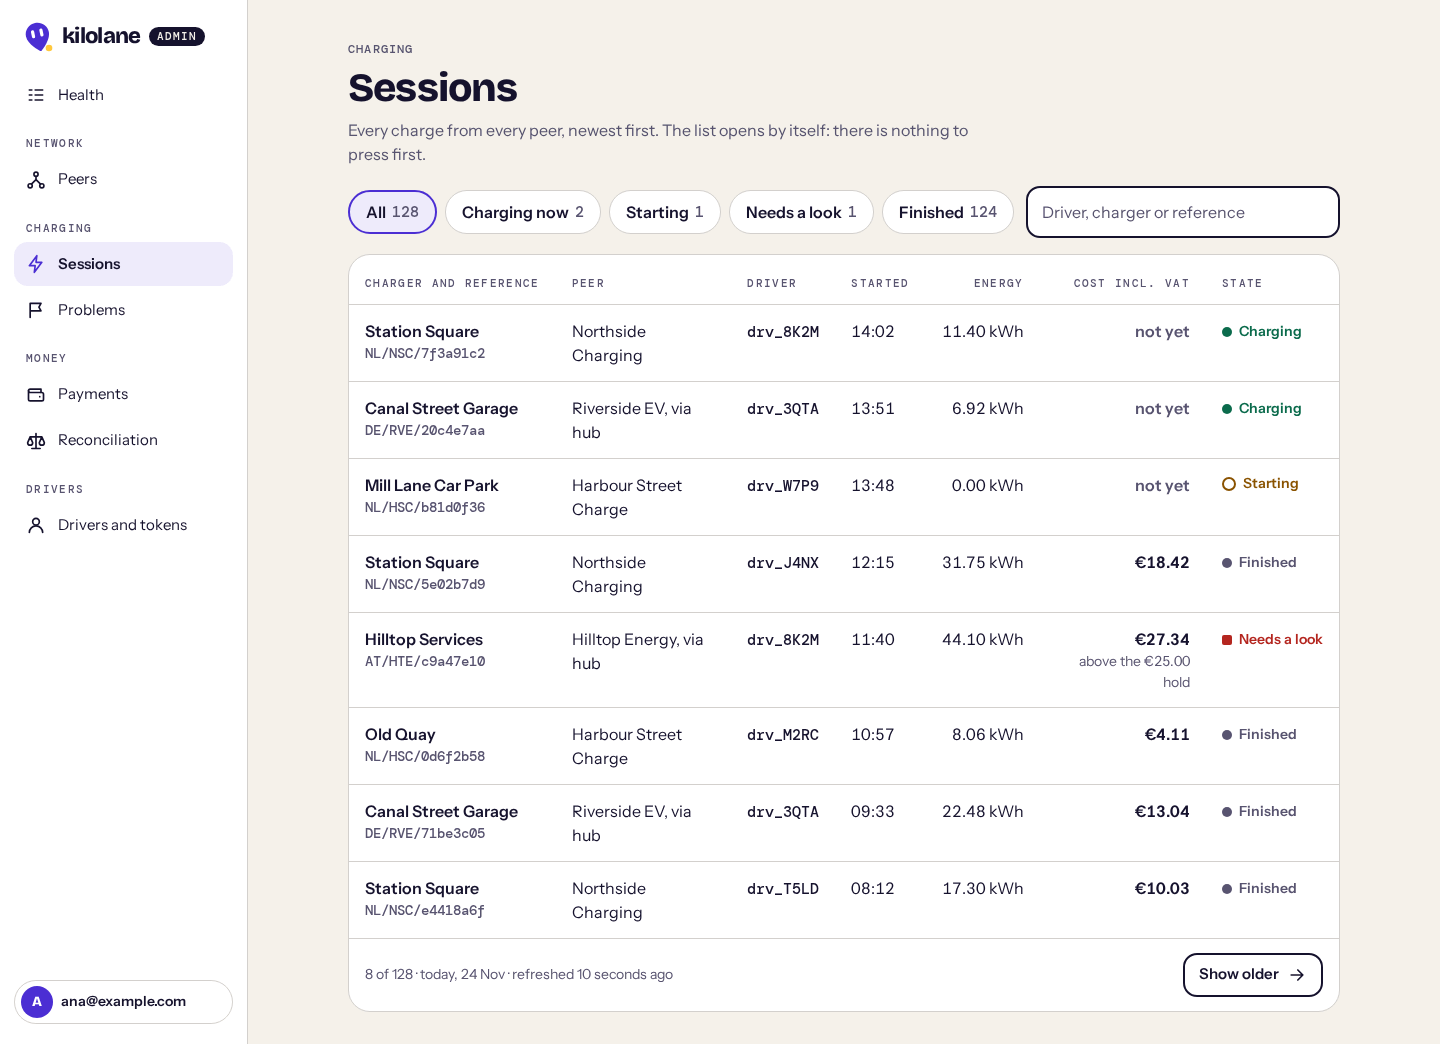 kilolane ADMIN
Health
NETWORK
Peers
CHARGING
Sessions
Problems
MONEY
Payments
Reconciliation
DRIVERS
Drivers and tokens
A ana@example.com
CHARGING
Sessions
Every charge from every peer, newest first. The list opens by itself: there is nothing to
press first.
All 128 Charging now 2 Starting 1 Needs a look 1 Finished 124 Driver, charger or reference
CHARGER AND REFERENCE PEER DRIVER STARTED ENERGY COST INCL. VAT STATE
Station Square Northside drv_8K2M 14:02 11.40 kWh not yet Charging
NL/NSC/7f3a91c2 Charging
Canal Street Garage Riverside EV, via drv_3QTA 13:51 6.92 kWh not yet Charging
DE/RVE/20c4e7aa hub
Mill Lane Car Park Harbour Street drv_W7P9 13:48 0.00 kWh not yet Starting
NL/HSC/b81d0f36 Charge
Station Square Northside drv_J4NX 12:15 31.75 kWh €18.42 Finished
NL/NSC/5e02b7d9 Charging
Hilltop Services Hilltop Energy, via drv_8K2M 11:40 44.10 kWh €27.34 Needs a look
AT/HTE/c9a47e10 hub above the €25.00
hold
Old Quay Harbour Street drv_M2RC 10:57 8.06 kWh €4.11 Finished
NL/HSC/0d6f2b58 Charge
Canal Street Garage Riverside EV, via drv_3QTA 09:33 22.48 kWh €13.04 Finished
DE/RVE/71be3c05 hub
Station Square Northside drv_T5LD 08:12 17.30 kWh €10.03 Finished
NL/NSC/e4418a6f Charging
8 of 128 · today, 24 Nov · refreshed 10 seconds ago Show older →